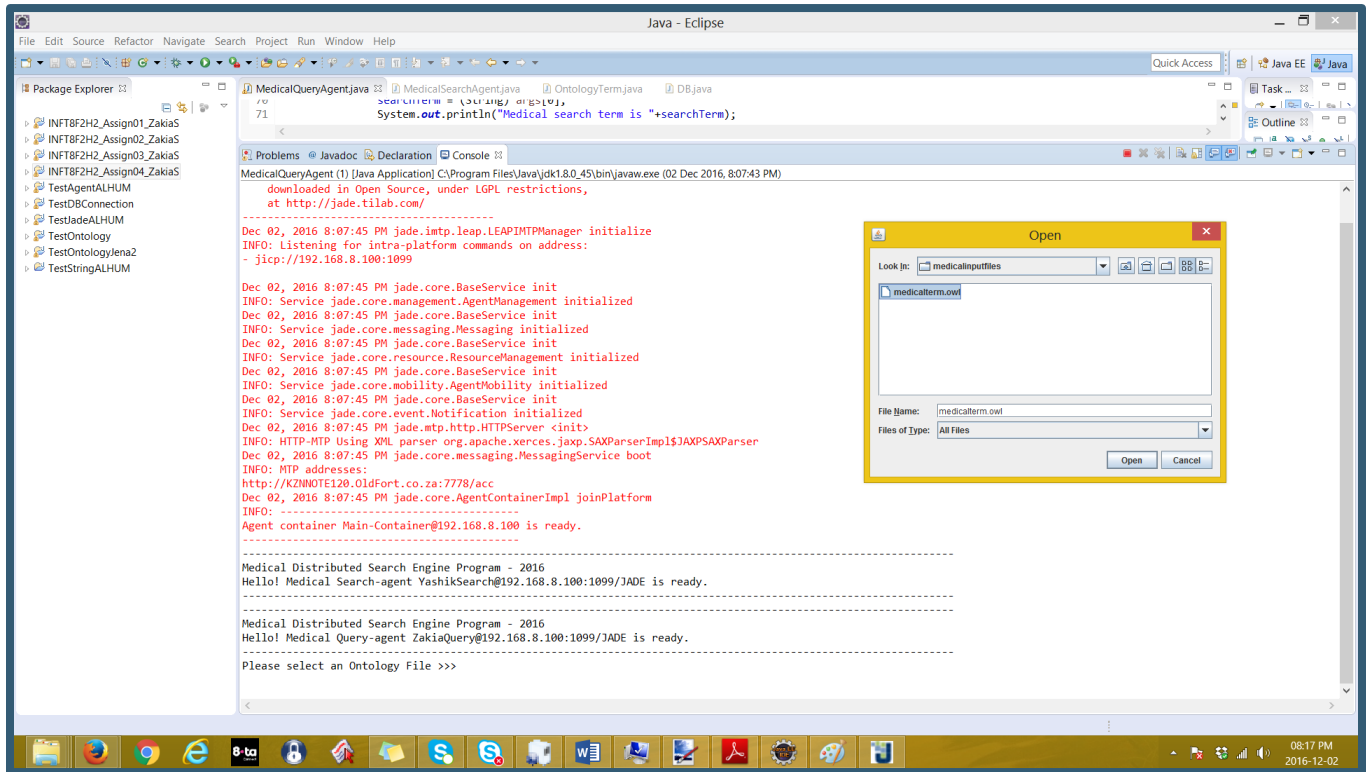 Java - Eclipse
File Edit Source Refactor Navigate Search Project Run Window Help
Quick Access
Java EE
Java
Package Explorer
INFT8F2H2_Assign01_ZakiaS
INFT8F2H2_Assign02_ZakiaS
INFT8F2H2_Assign03_ZakiaS
INFT8F2H2_Assign04_ZakiaS
TestAgentALHUM
TestDBConnection
TestJadeALHUM
TestOntology
TestOntologyJena2
TestStringALHUM
MedicalQueryAgent.java
MedicalSearchAgent.java
OntologyTerm.java
DB.java
70 searchTerm = (String) args[0];
71 System.out.println("Medical search term is "+searchTerm);
Task ...
Outline
Problems @ Javadoc Declaration Console
MedicalQueryAgent (1) [Java Application] C:\Program Files\Java\jdk1.8.0_45\bin\javaw.exe (02 Dec 2016, 8:07:43 PM)
downloaded in Open Source, under LGPL restrictions,
at http://jade.tilab.com/
----------------------------------------
Dec 02, 2016 8:07:45 PM jade.imtp.leap.LEAPIMTPManager initialize
INFO: Listening for intra-platform commands on address:
- jicp://192.168.8.100:1099
Dec 02, 2016 8:07:45 PM jade.core.BaseService init
INFO: Service jade.core.management.AgentManagement initialized
Dec 02, 2016 8:07:45 PM jade.core.BaseService init
INFO: Service jade.core.messaging.Messaging initialized
Dec 02, 2016 8:07:45 PM jade.core.BaseService init
INFO: Service jade.core.resource.ResourceManagement initialized
Dec 02, 2016 8:07:45 PM jade.core.BaseService init
INFO: Service jade.core.mobility.AgentMobility initialized
Dec 02, 2016 8:07:45 PM jade.core.BaseService init
INFO: Service jade.core.event.Notification initialized
Dec 02, 2016 8:07:45 PM jade.mtp.http.HTTPServer <init>
INFO: HTTP-MTP Using XML parser org.apache.xerces.jaxp.SAXParserImpl$JAXPSAXParser
Dec 02, 2016 8:07:45 PM jade.core.messaging.MessagingService boot
INFO: MTP addresses:
http://KZNNOTE120.OldFort.co.za:7778/acc
Dec 02, 2016 8:07:45 PM jade.core.AgentContainerImpl joinPlatform
INFO: --------------------------------------
Agent container Main-Container@192.168.8.100 is ready.
--------------------------------------------
Medical Distributed Search Engine Program - 2016
Hello! Medical Search-agent YashikSearch@192.168.8.100:1099/JADE is ready.
Medical Distributed Search Engine Program - 2016
Hello! Medical Query-agent ZakiaQuery@192.168.8.100:1099/JADE is ready.
Please select an Ontology File >>>
Open
Look In: medicalinputfiles
medicalterm.owl
File Name: medicalterm.owl
Files of Type: All Files
Open Cancel
8·ta
08:17 PM
2016-12-02